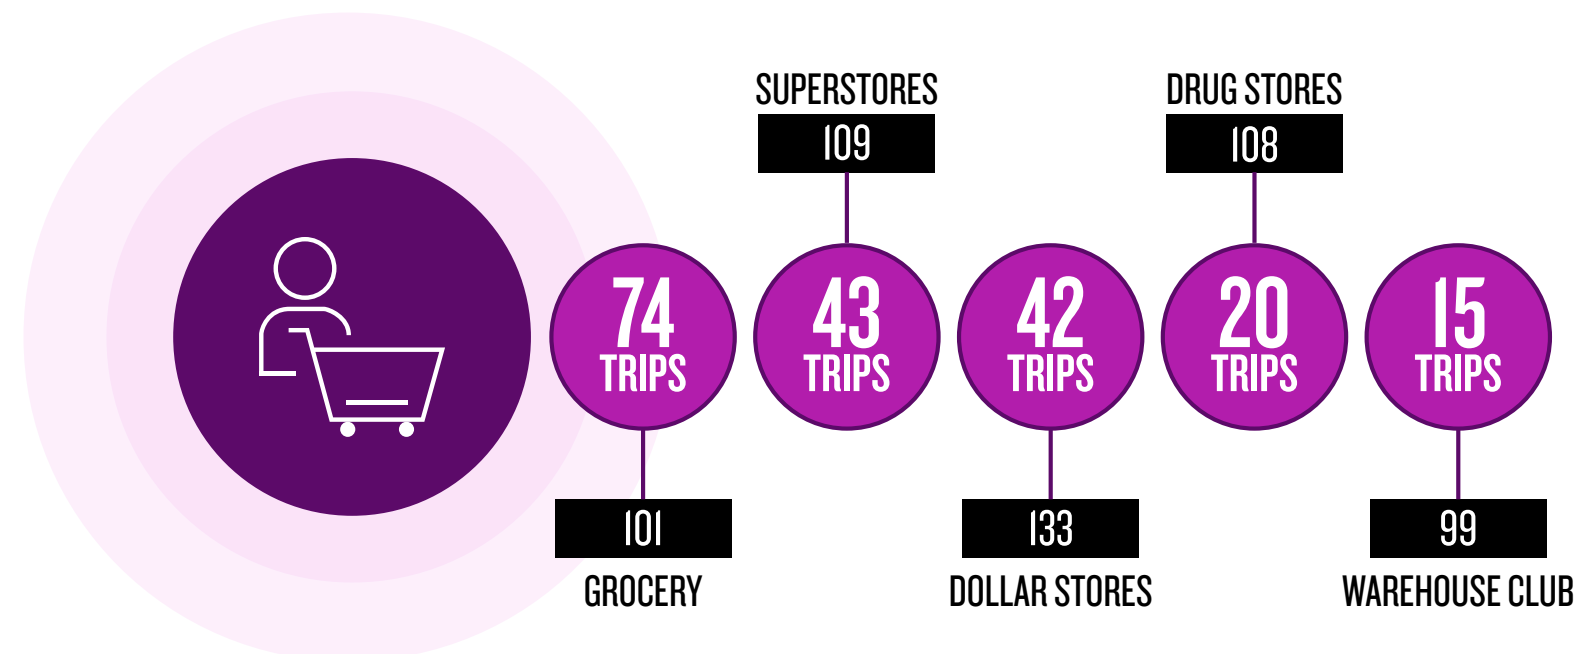 SUPERSTORES
109
DRUG STORES
108
74
TRIPS
43
TRIPS
42
TRIPS
20
TRIPS
15
TRIPS
101
GROCERY
133
DOLLAR STORES
99
WAREHOUSE CLUB